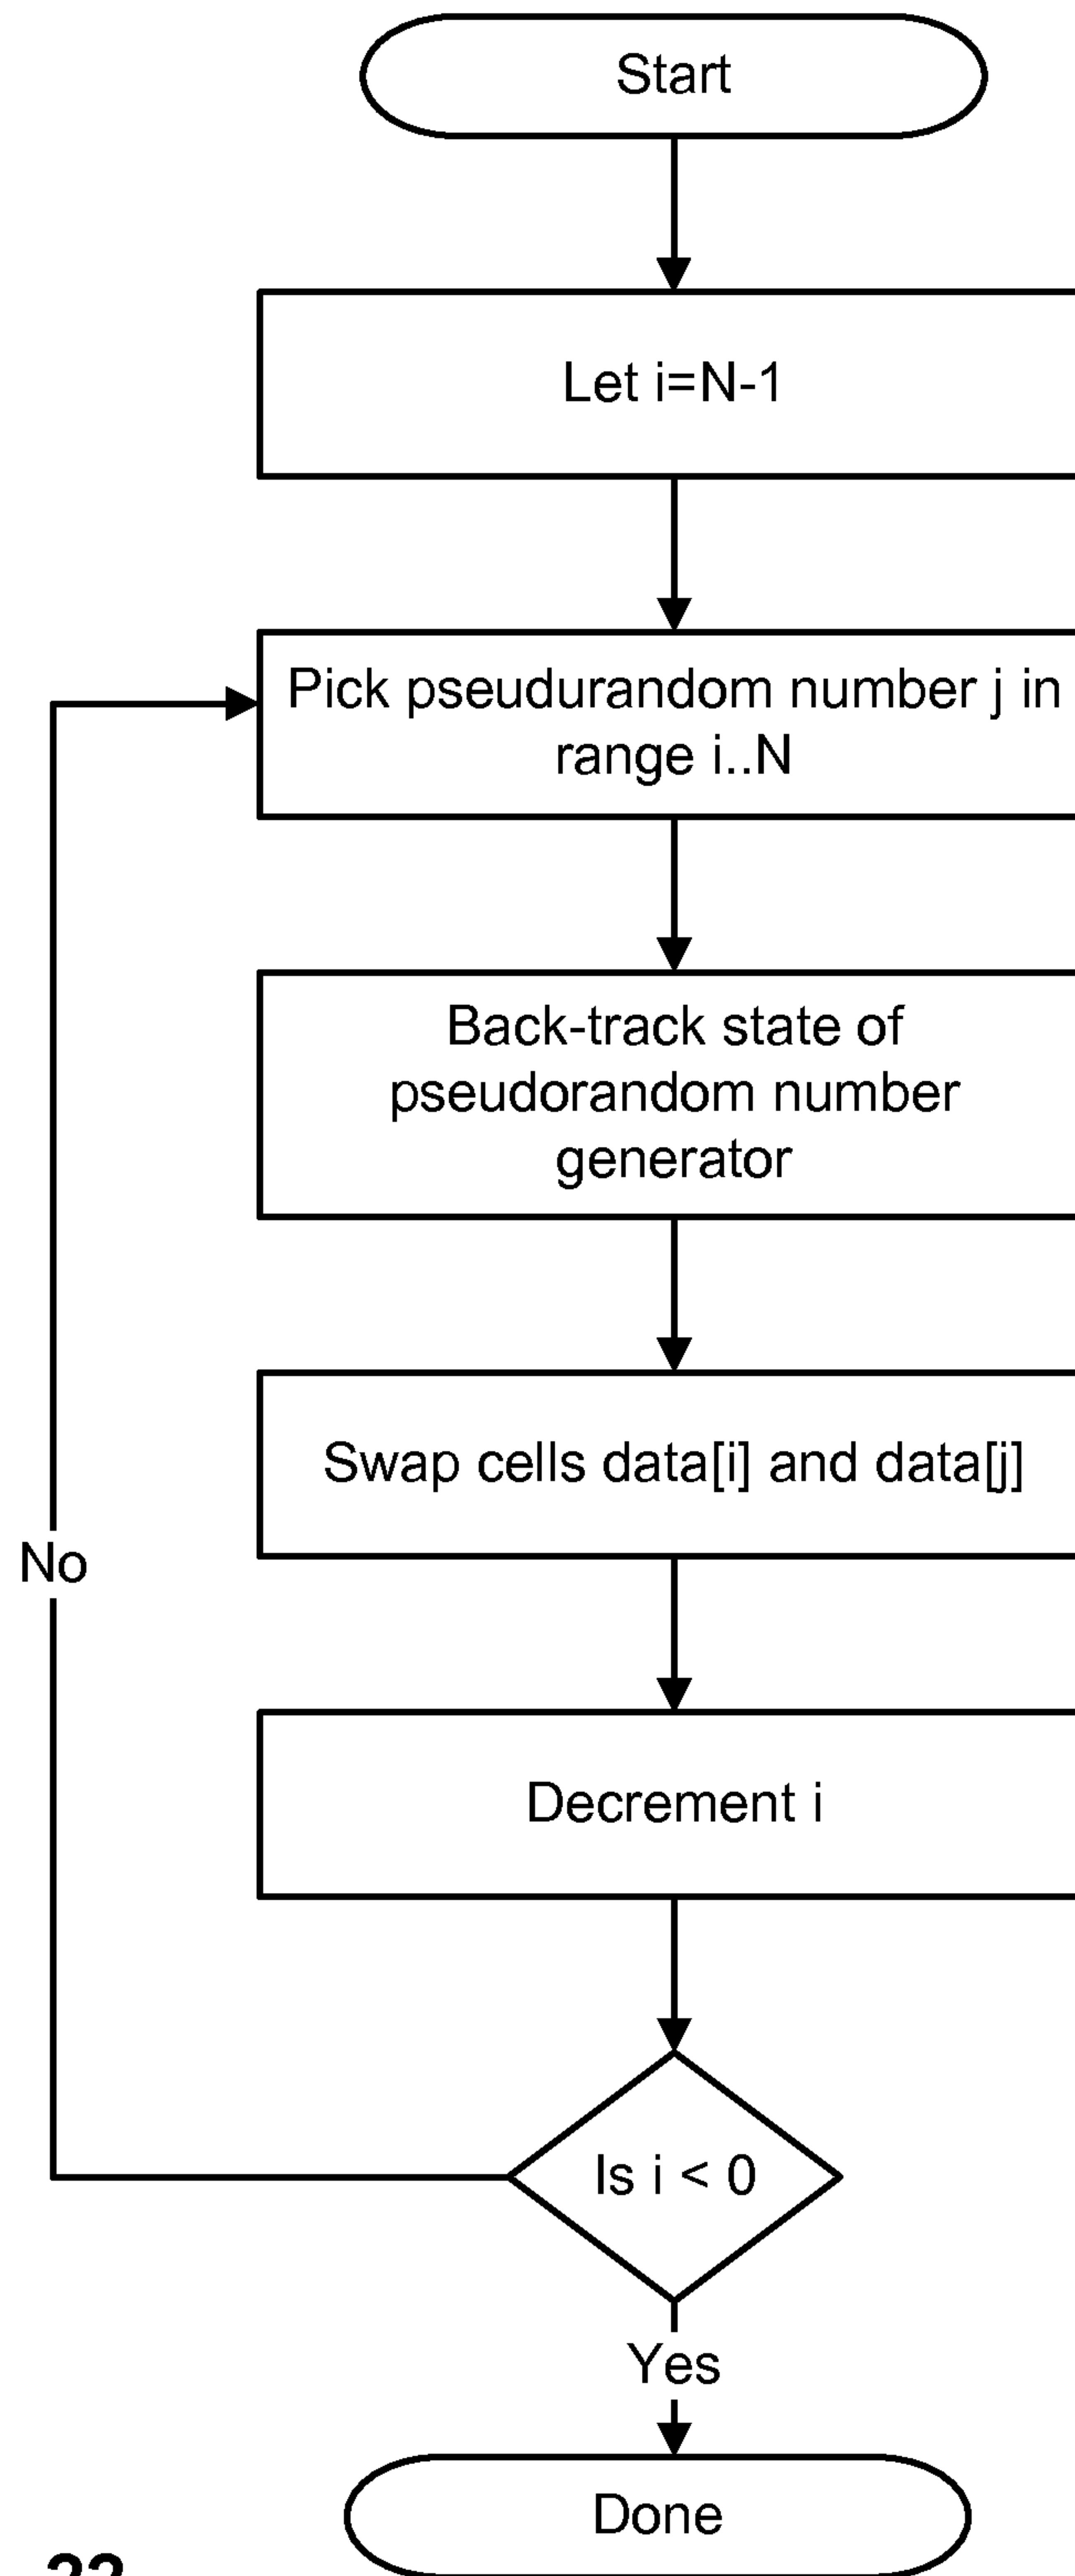 Start
Let i=N-1
Pick pseudurandom number j in
range i..N
Back-track state of
pseudorandom number
generator
Swap cells data[i] and data[j]
No
Decrement i
Is i < 0
Yes
Done
22